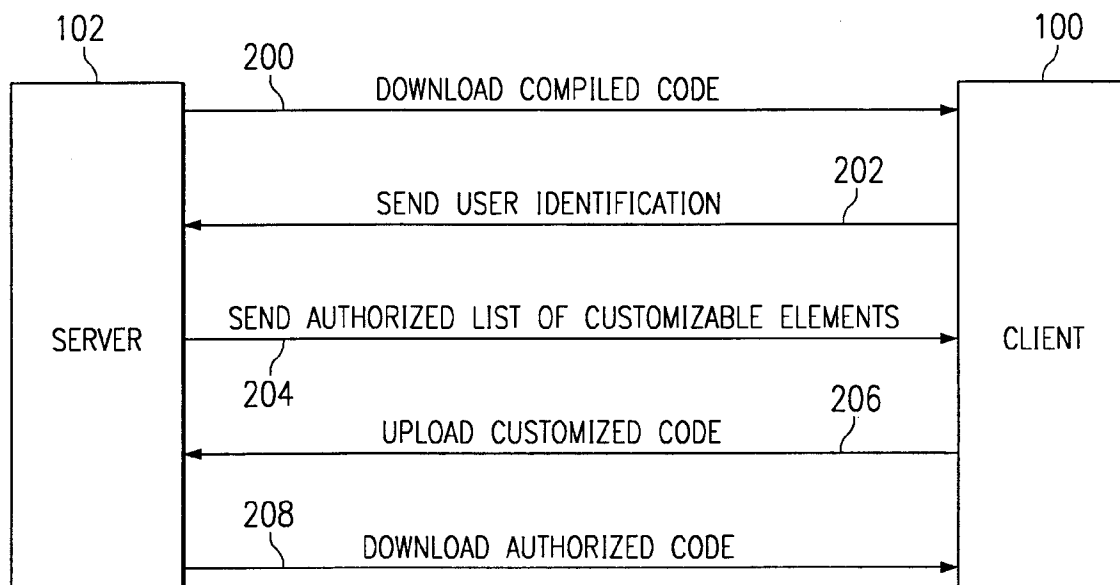 102
100
200
DOWNLOAD COMPILED CODE
202
SEND USER IDENTIFICATION
SEND AUTHORIZED LIST OF CUSTOMIZABLE ELEMENTS
SERVER
CLIENT
204
206
UPLOAD CUSTOMIZED CODE
208
DOWNLOAD AUTHORIZED CODE